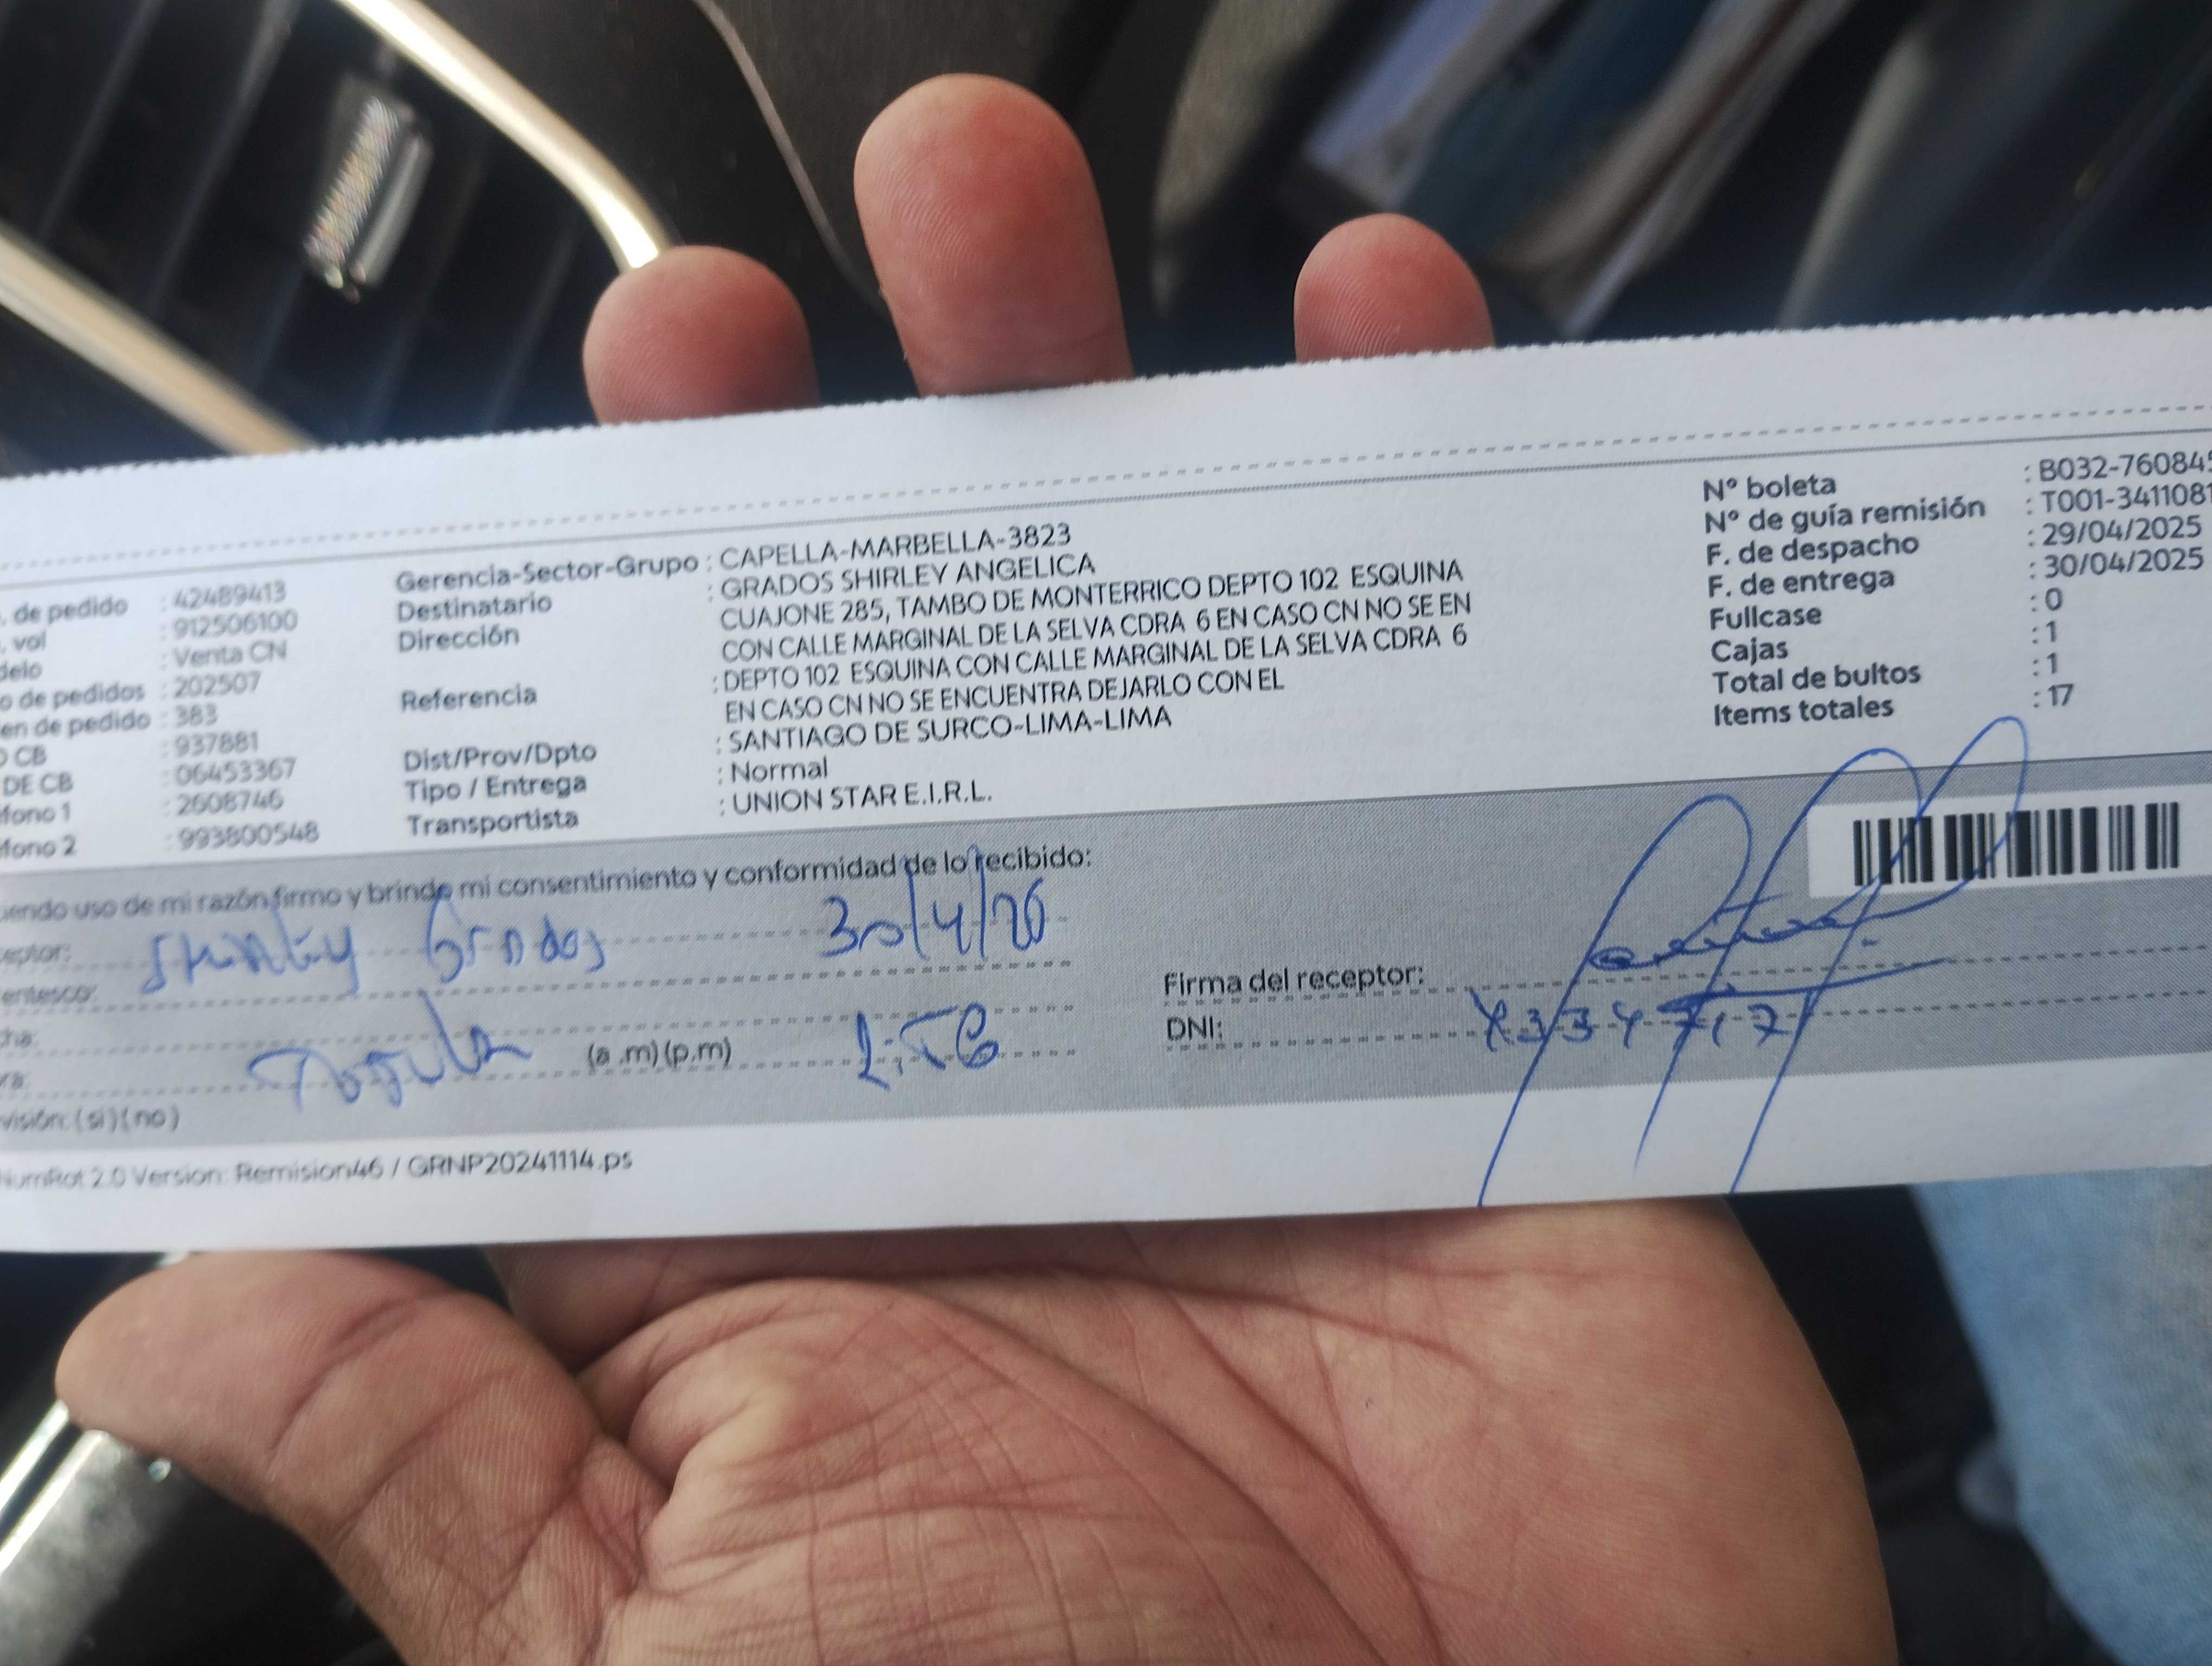 . de pedido : 42489413
. vol : 912506100
delo : Venta CN
o de pedidos : 202507
en de pedido : 383
O CB : 937881
DE CB : 06453367
fono 1 : 2608746
fono 2 : 993800548
Gerencia-Sector-Grupo : CAPELLA-MARBELLA-3823
Destinatario : GRADOS SHIRLEY ANGELICA
Dirección CUAJONE 285, TAMBO DE MONTERRICO DEPTO 102 ESQUINA
CON CALLE MARGINAL DE LA SELVA CDRA 6 EN CASO CN NO SE EN
Referencia : DEPTO 102 ESQUINA CON CALLE MARGINAL DE LA SELVA CDRA 6
EN CASO CN NO SE ENCUENTRA DEJARLO CON EL
Dist/Prov/Dpto : SANTIAGO DE SURCO-LIMA-LIMA
Tipo / Entrega : Normal
Transportista : UNION STAR E.I.R.L.
Nº boleta : B032-760845
Nº de guía remisión : T001-3411081
F. de despacho : 29/04/2025
F. de entrega : 30/04/2025
Fullcase : 0
Cajas : 1
Total de bultos : 1
Items totales : 17
iendo uso de mi razón firmo y brindo mi consentimiento y conformidad de lo recibido:
eptor: Shirley Grados 30/4/
entesco:
cha:
ra: (a .m) (p.m)
visión: ( si ) ( no )
Firma del receptor:
DNI:
NumRot 2.0 Version: Remision46 / GRNP20241114.ps